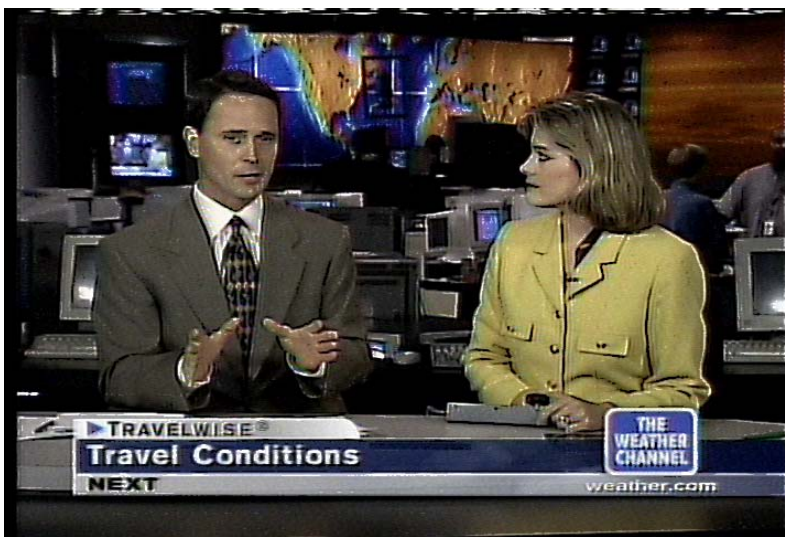 TRAVELWISE®
Travel Conditions
NEXT
THE
WEATHER
CHANNEL
weather.com